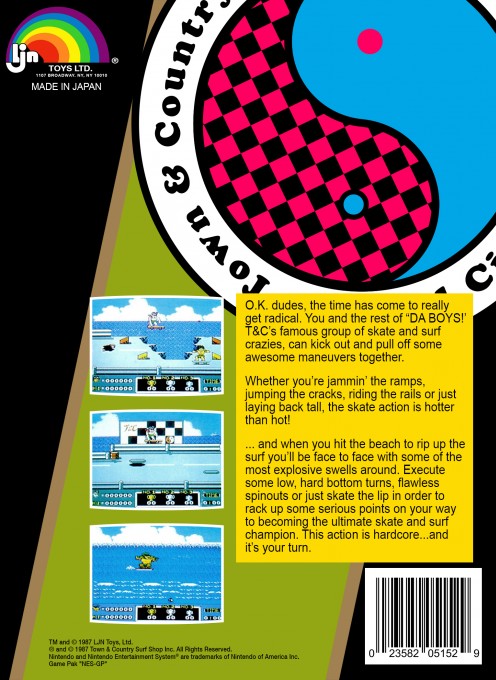 ljn
TOYS LTD.
1107 BROADWAY, NY, NY 10010
®
MADE IN JAPAN
Town & Country
O.K. dudes, the time has come to really
get radical. You and the rest of “DA BOYS!’
T&C’s famous group of skate and surf
crazies, can kick out and pull off some
awesome maneuvers together.
Whether you’re jammin’ the ramps,
jumping the cracks, riding the rails or just
laying back tall, the skate action is hotter
than hot!
... and when you hit the beach to rip up the
surf you’ll be face to face with some of the
most explosive swells around. Execute
some low, hard bottom turns, flawless
spinouts or just skate the lip in order to
rack up some serious points on your way
to becoming the ultimate skate and surf
champion. This action is hardcore...and
it’s your turn.
T&C
TM and © 1987 LJN Toys, Ltd.
® and © 1987 Town & Country Surf Shop Inc. All Rights Reserved.
Nintendo and Nintendo Entertainment System® are trademarks of Nintendo of America Inc.
Game Pak "NES-GP"
0 23582 05152 9